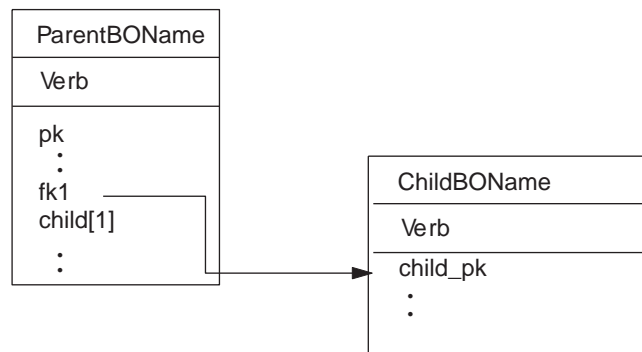 ParentBOName
Verb
pk
fk1
child[1]
ChildBOName
Verb
child_pk